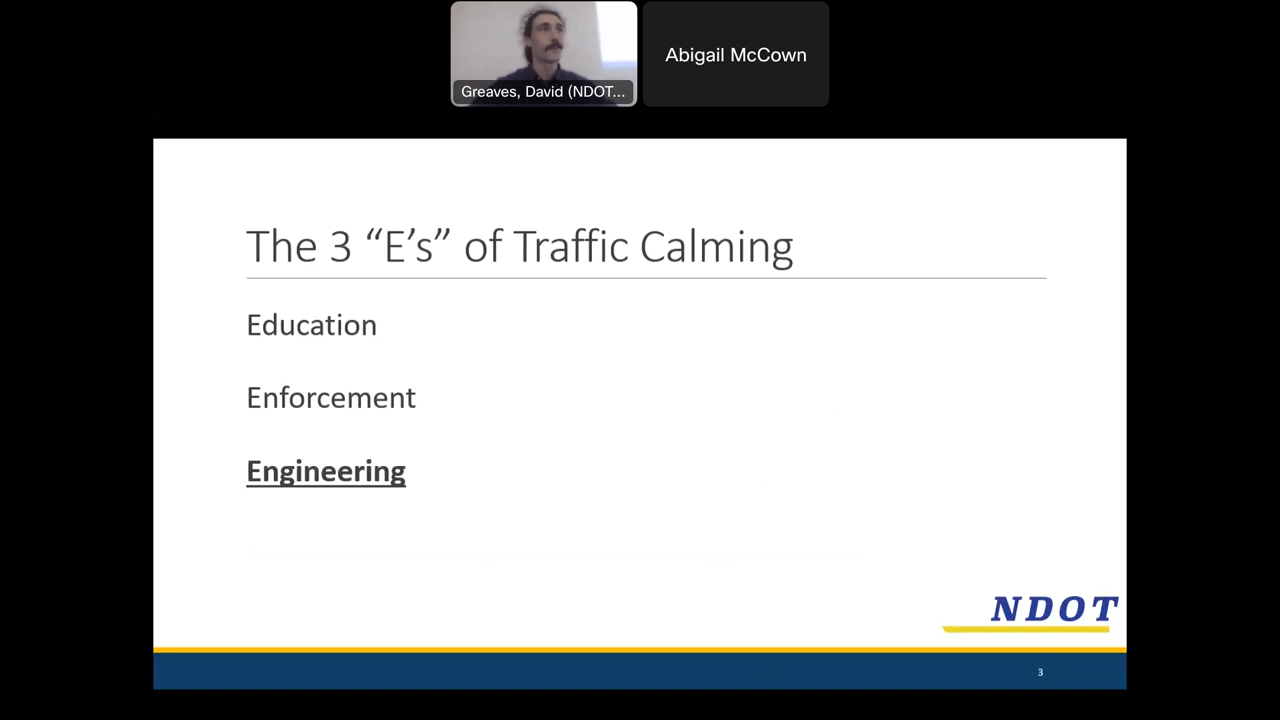 Greaves, David (NDOT...
Abigail McCown
The 3 “E’s” of Traffic Calming
Education
Enforcement
Engineering
NDOT
3